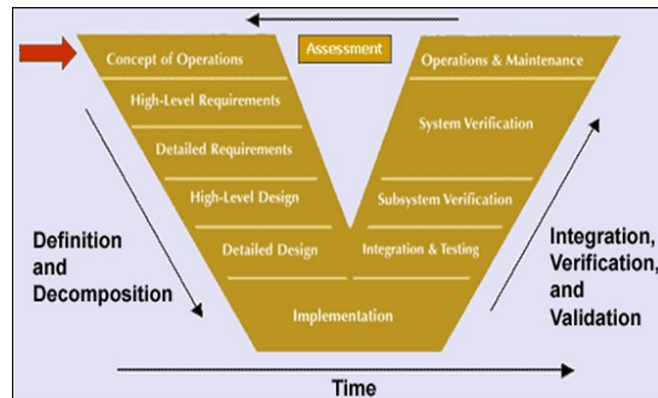 Assessment
Concept of Operations
High-Level Requirements
Detailed Requirements
High-Level Design
Detailed Design
Implementation
Integration & Testing
Subsystem Verification
System Verification
Operations & Maintenance
Definition
and
Decomposition
Integration,
Verification,
and
Validation
Time